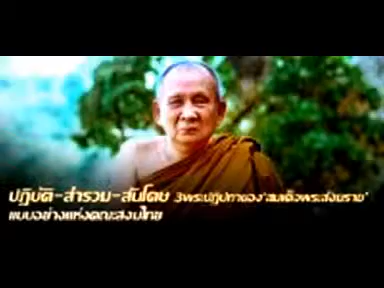 ปฏิบัติ-สำรวม-สันโดษ 3พระปฏิปทาของ'สมเด็จพระสังฆราช'
แบบอย่างแห่งคณะสงฆ์ไทย